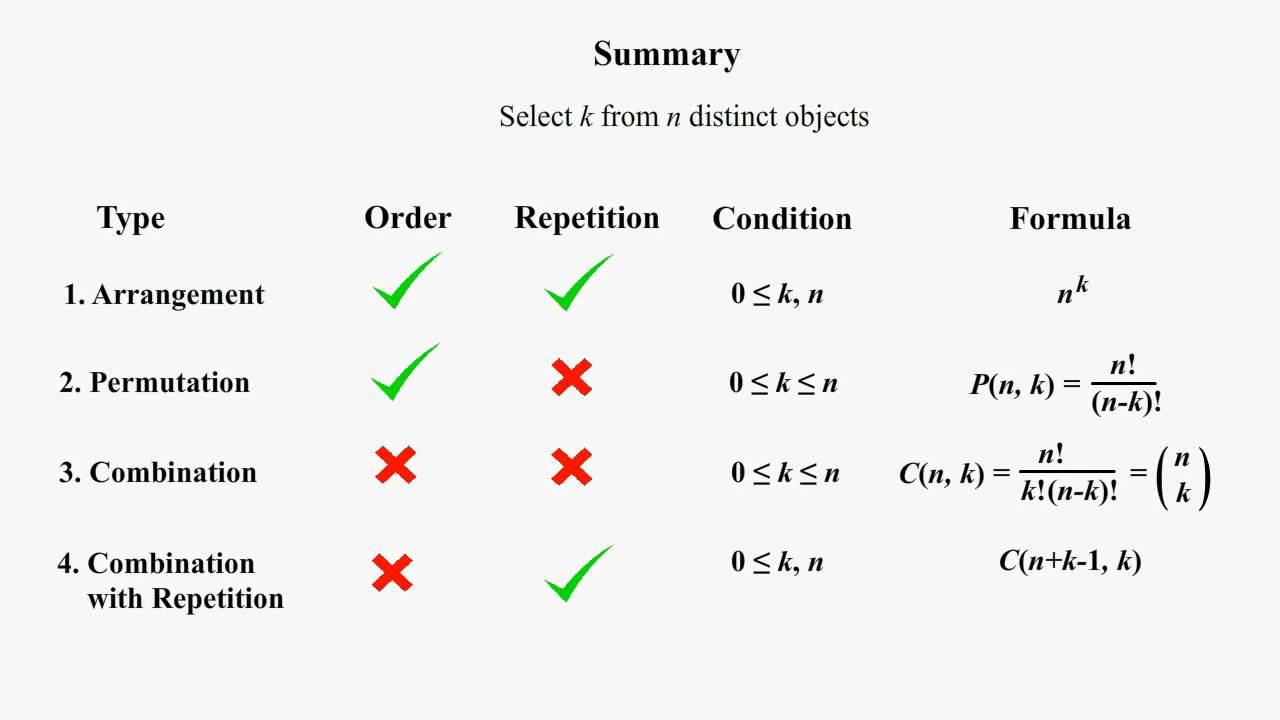 Summary
Select k from n distinct objects
Type Order Repetition Condition Formula
1. Arrangement 0 ≤ k, n n^k
2. Permutation 0 ≤ k ≤ n P(n, k) = n! / (n-k)!
3. Combination 0 ≤ k ≤ n C(n, k) = n! / k!(n-k)! = (n k)
4. Combination 0 ≤ k, n C(n+k-1, k)
with Repetition